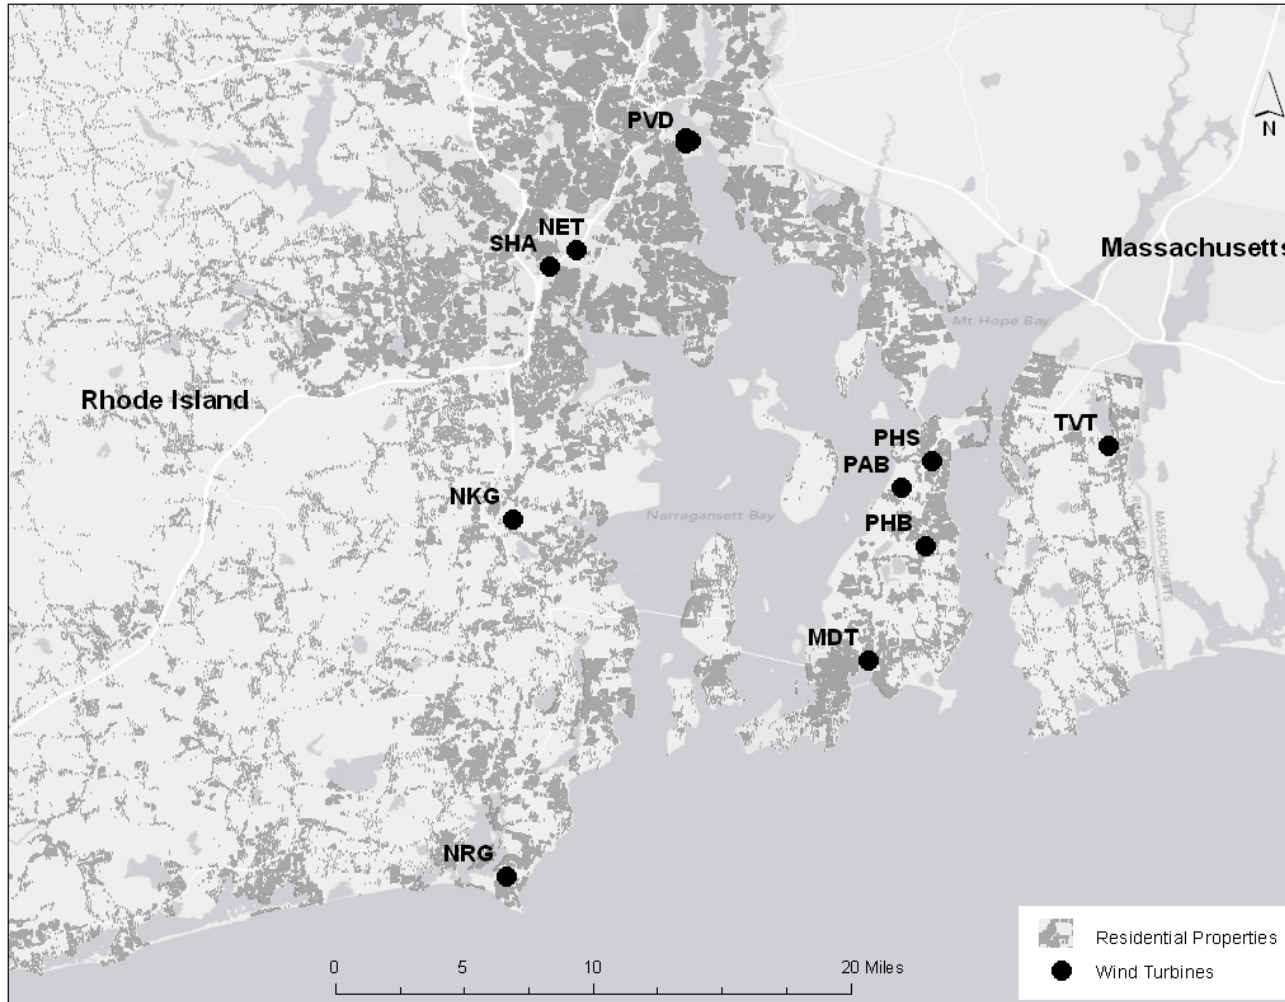 PVD
N
NET
SHA
Massachusetts
Mt Hope Bay
Rhode Island
TVT
PHS
PAB
NKG
Narragansett Bay
PHB
MASSACHUSETTS
MDT
NRG
0 5 10 20 Miles
Residential Properties
Wind Turbines